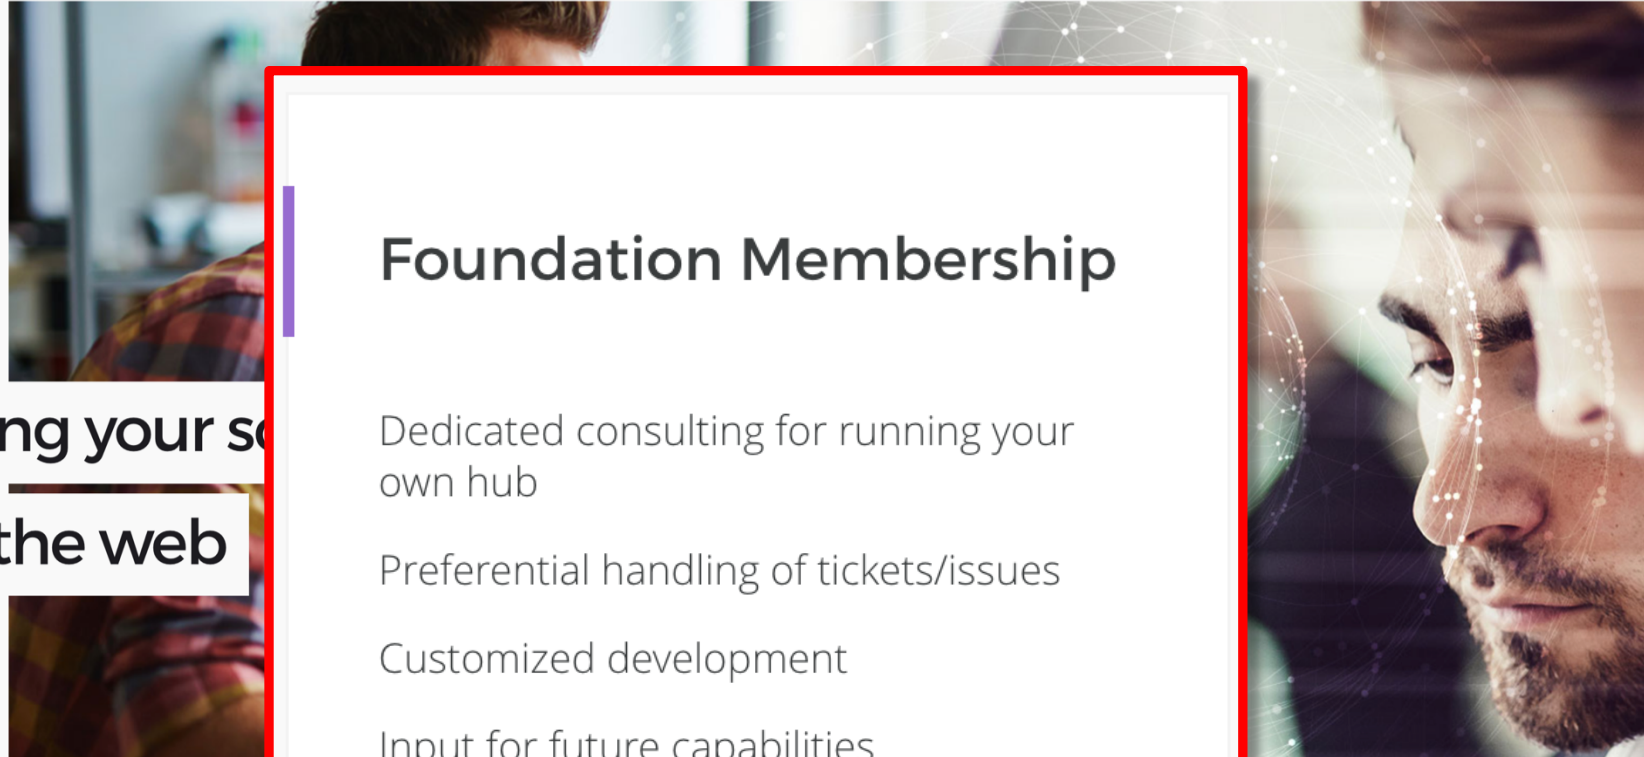 Foundation Membership
ng your
the web
Dedicated consulting for running your
own hub
Preferential handling of tickets/issues
Customized development
Input for future capabilities